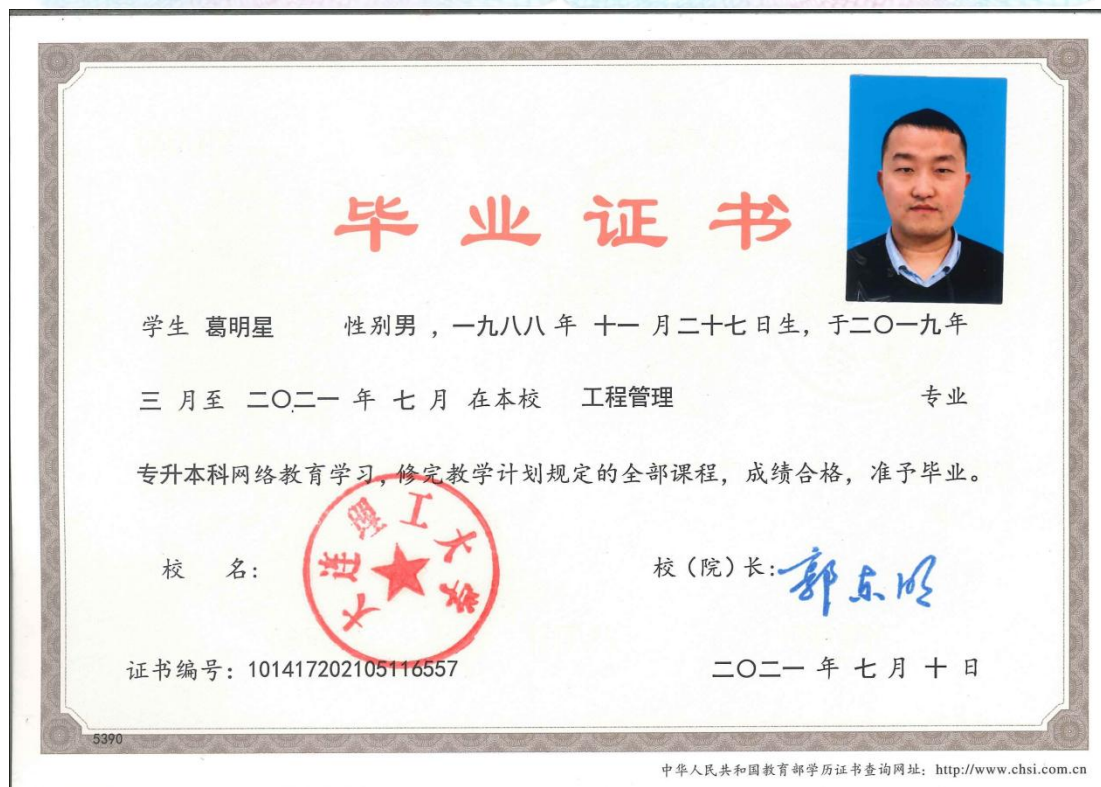 毕业证书
学生 葛明星 性别男 ，一九八八 年 十一 月二十七 日生，于二〇一九年
三 月至 二〇二一 年 七 月 在本校 工程管理 专业
专升本科网络教育学习，修完教学计划规定的全部课程，成绩合格，准予毕业。
大连理工大学
校 名：
校（院）长：郭东明
证书编号：101417202105116557
二〇二一 年 七 月 十 日
5390
中华人民共和国教育部学历证书查询网址：http://www.chsi.com.cn